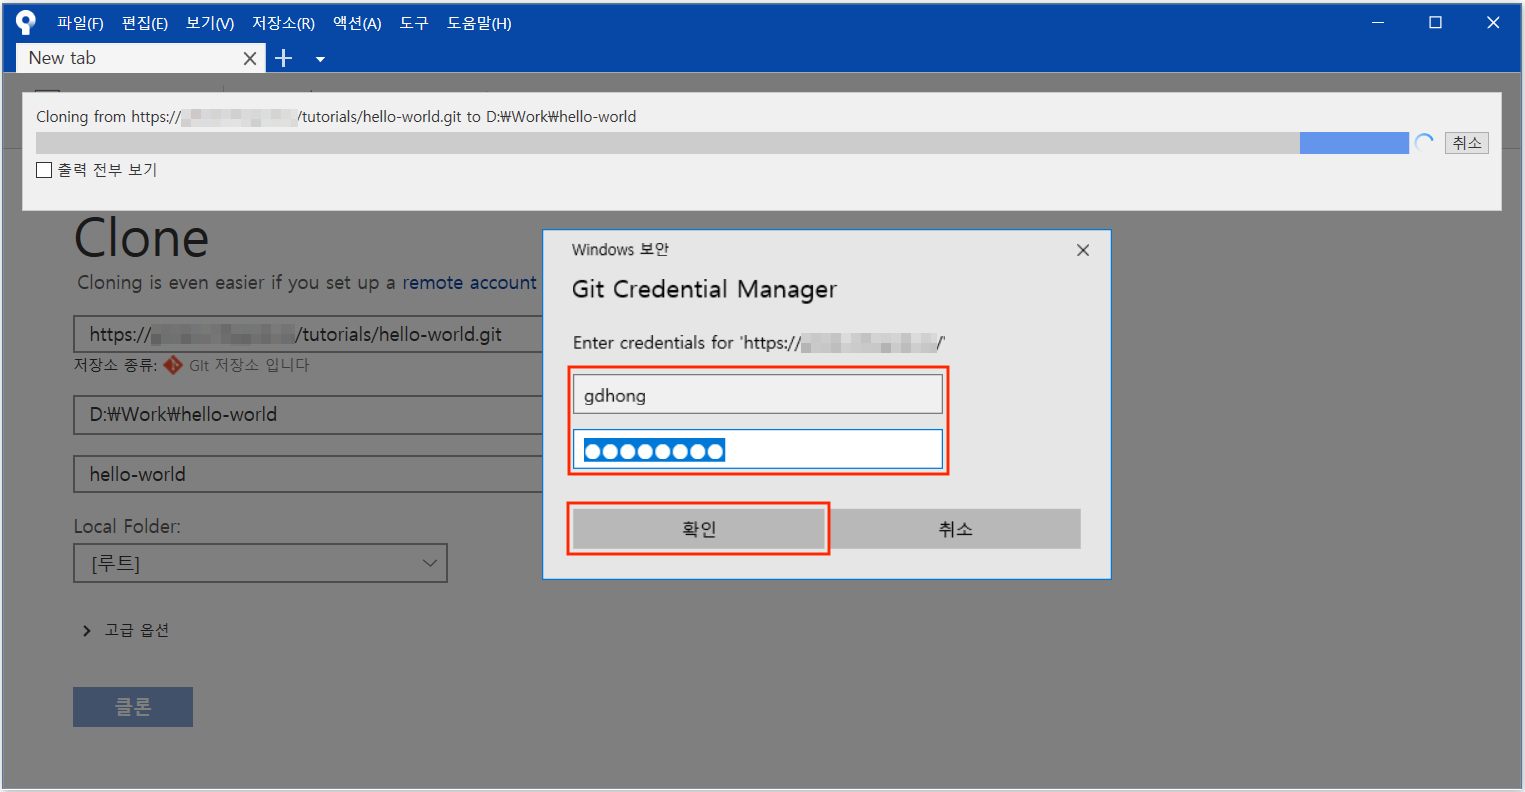 파일(F) 편집(E) 보기(V) 저장소(R) 액션(A) 도구 도움말(H)
New tab
Cloning from https:// /tutorials/hello-world.git to D:₩Work₩hello-world
취소
출력 전부 보기
Clone
Cloning is even easier if you set up a remote account
https:// /tutorials/hello-world.git
저장소 종류: Git 저장소 입니다
D:₩Work₩hello-world
hello-world
Local Folder:
[루트]
고급 옵션
클론
Windows 보안
Git Credential Manager
Enter credentials for 'https:// /'
gdhong
●●●●●●●●
확인 취소